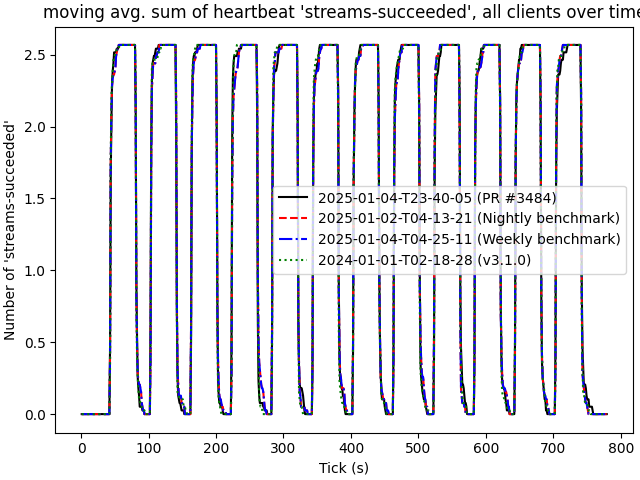 moving avg. sum of heartbeat 'streams-succeeded', all clients over time
Number of 'streams-succeeded'
2.5
2.0
1.5
1.0
0.5
0.0
2025-01-04-T23-40-05 (PR #3484)
2025-01-02-T04-13-21 (Nightly benchmark)
2025-01-04-T04-25-11 (Weekly benchmark)
2024-01-01-T02-18-28 (v3.1.0)
0 100 200 300 400 500 600 700 800
Tick (s)